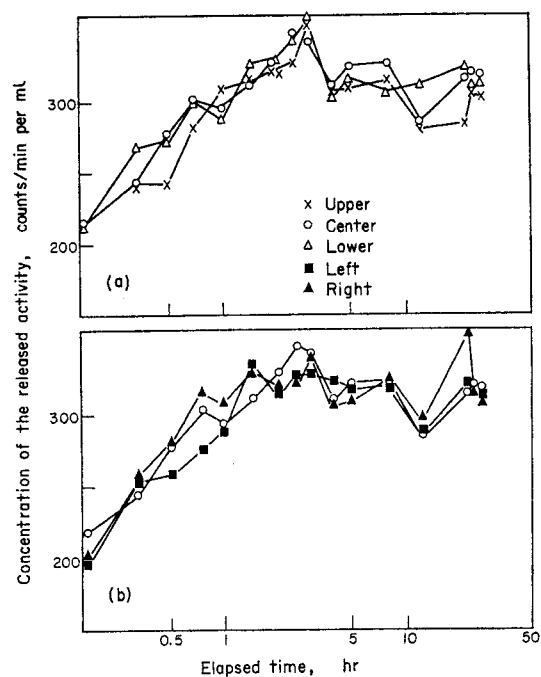 Concentration of the released activity, counts/min per ml
300
200
(a)
x Upper
o Center
△ Lower
■ Left
▲ Right
300
200
(b)
0.5 1 5 10 50
Elapsed time, hr